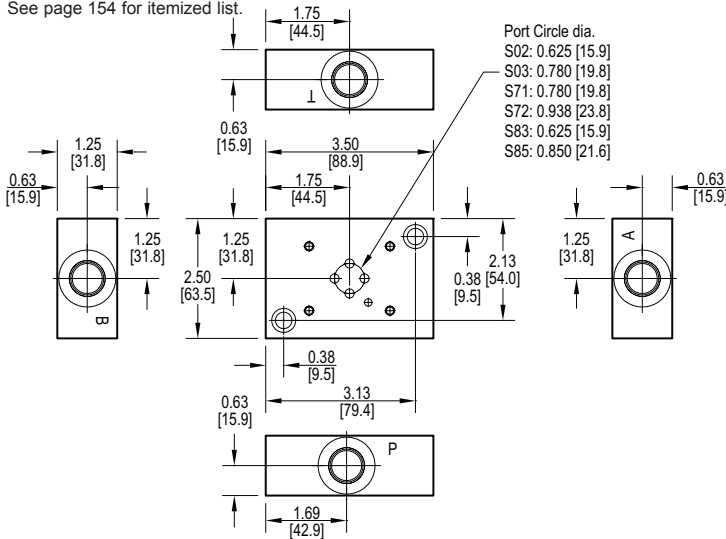 See page 154 for itemized list.
1.75
[44.5]
Port Circle dia.
S02: 0.625 [15.9]
S03: 0.780 [19.8]
S71: 0.780 [19.8]
S72: 0.938 [23.8]
S83: 0.625 [15.9]
S85: 0.850 [21.6]
T
0.63
[15.9]
1.25
[31.8]
3.50
[88.9]
0.63
[15.9]
1.75
[44.5]
0.63
[15.9]
1.25
[31.8]
1.25
[31.8]
2.50
[63.5]
0.38
[9.5]
2.13
[54.0]
1.25
[31.8]
A
B
0.38
[9.5]
3.13
[79.4]
0.63
[15.9]
P
1.69
[42.9]